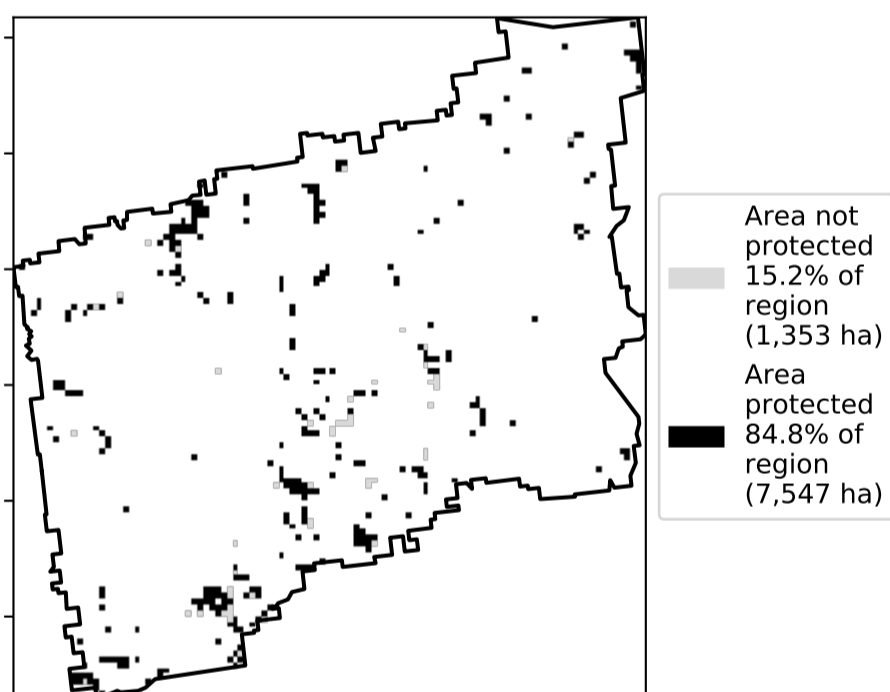 Area not
protected
15.2% of
region
(1,353 ha)
Area
protected
84.8% of
region
(7,547 ha)